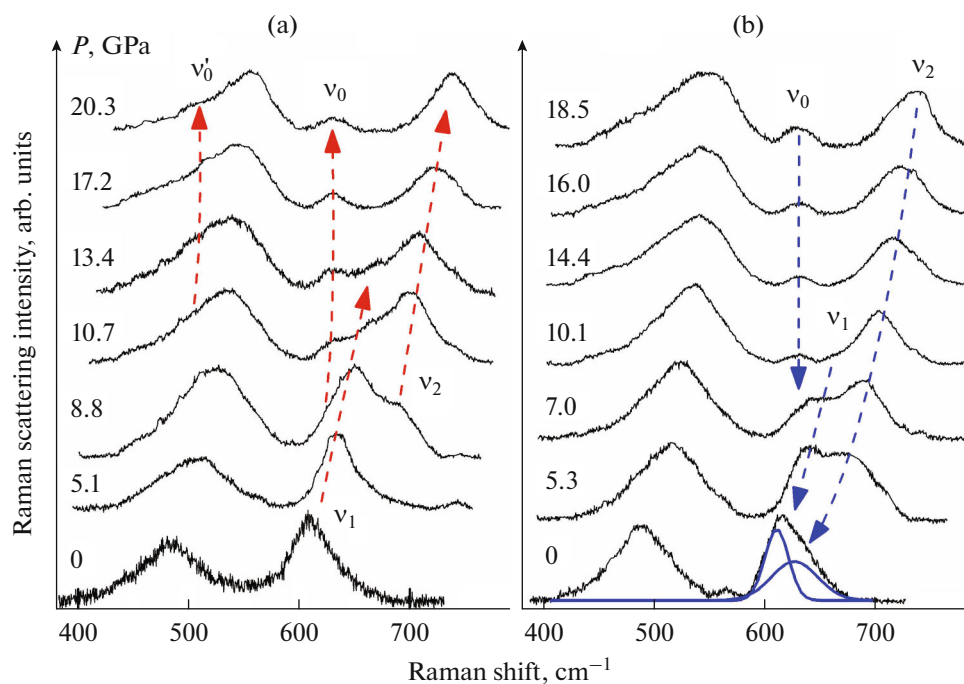 (a)
(b)
P, GPa
ν′0
ν0
ν2
20.3
17.2
13.4
10.7
8.8
5.1
0
ν2
ν1
ν0
ν1
18.5
16.0
14.4
10.1
7.0
5.3
0
400 500 600 700
400 500 600 700
Raman shift, cm−1
Raman scattering intensity, arb. units